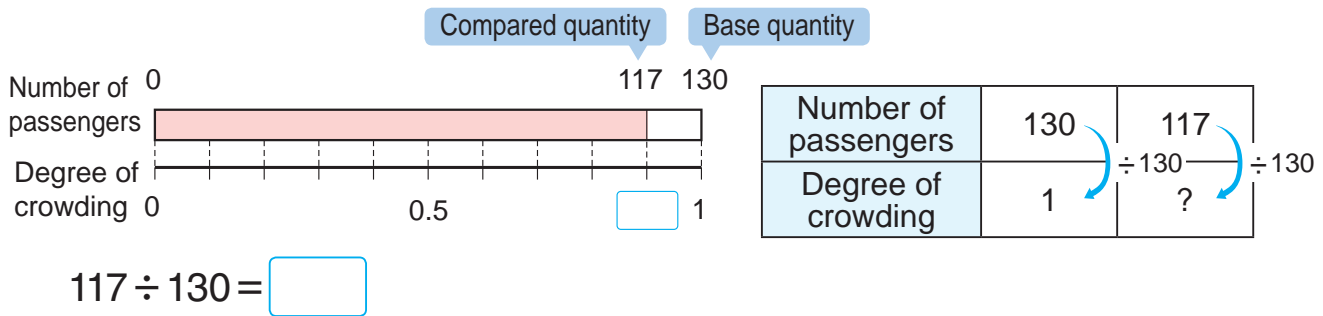 Compared quantity Base quantity
Number of passengers 0 117 130
Degree of crowding 0 0.5 1
Number of passengers 130 117
÷130 ÷130
Degree of crowding 1 ?
117÷130=